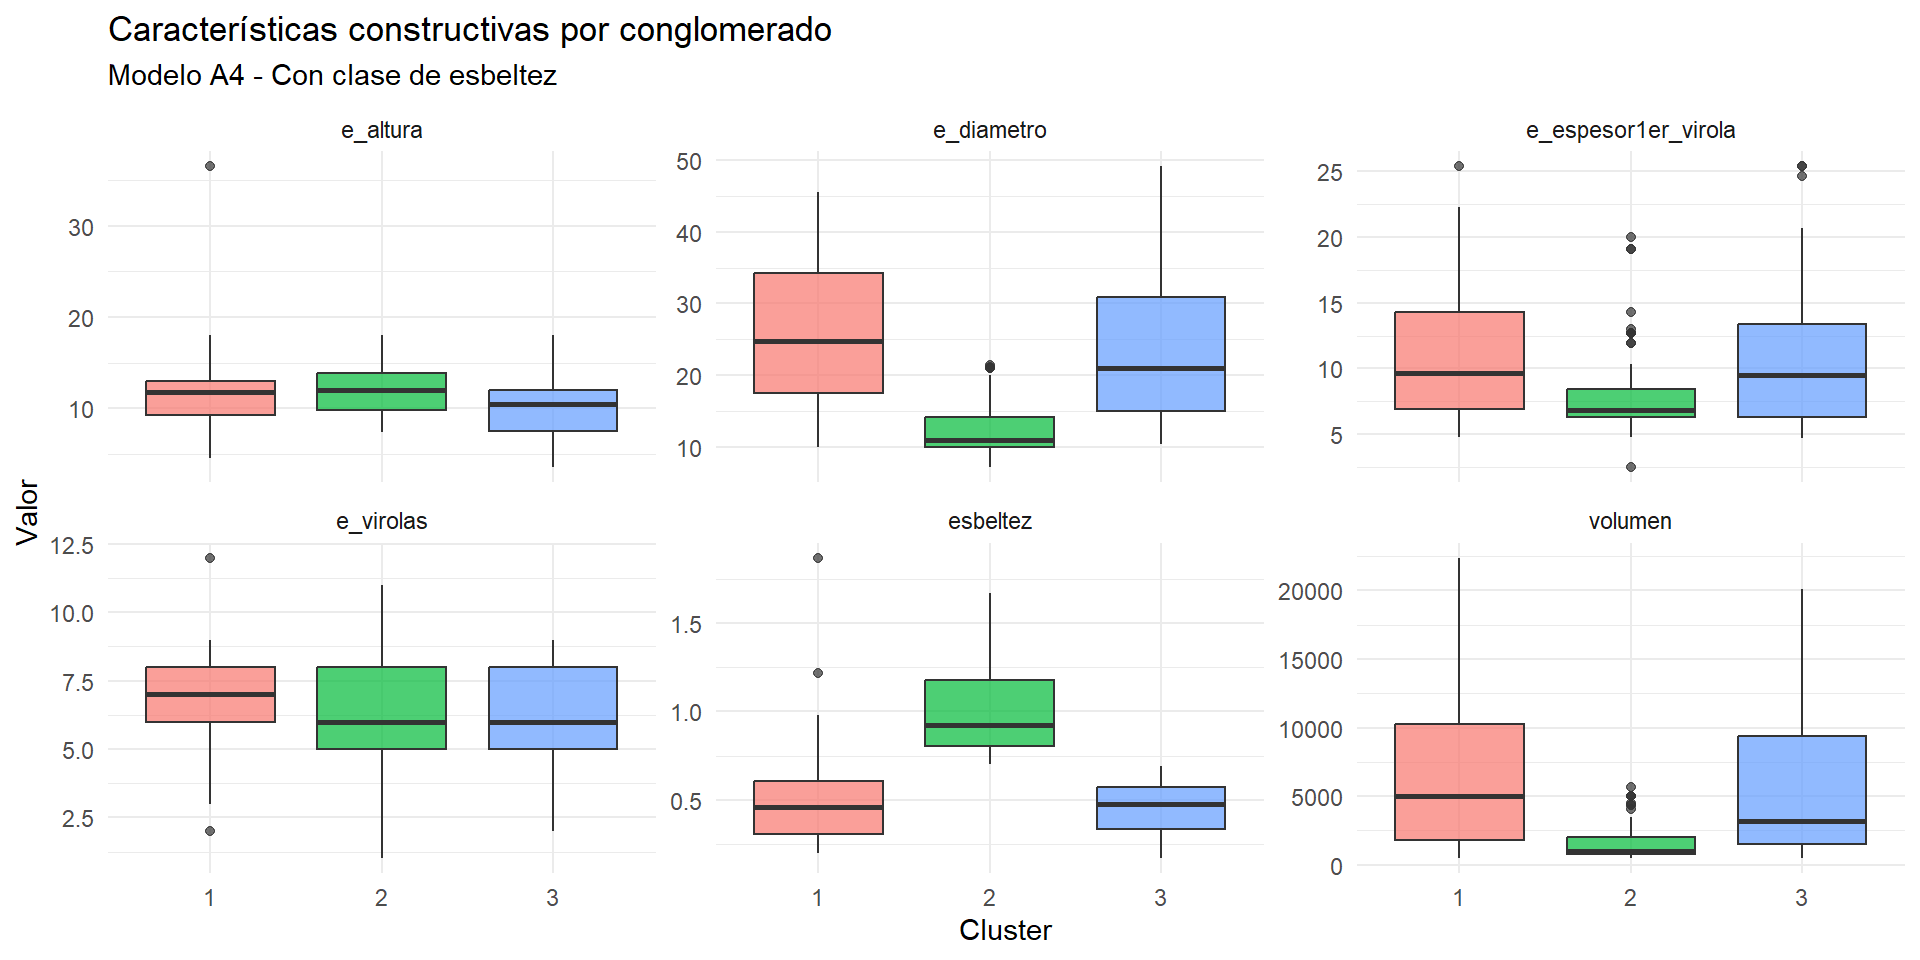 Características constructivas por conglomerado
Modelo A4 - Con clase de esbeltez
e_altura
e_diametro
e_espesor1er_virola
30
20
10
50
40
30
20
10
25
20
15
10
5
Valor
e_virolas
esbeltez
volumen
12.5
10.0
7.5
5.0
2.5
1.5
1.0
0.5
20000
15000
10000
5000
0
1 2 3
1 2 3
1 2 3
Cluster